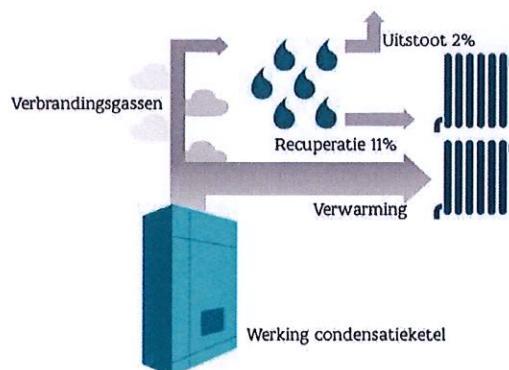 Uitstoot 2%
Verbrandingsgassen
Recuperatie 11%
Verwarming
Werking condensatieketel